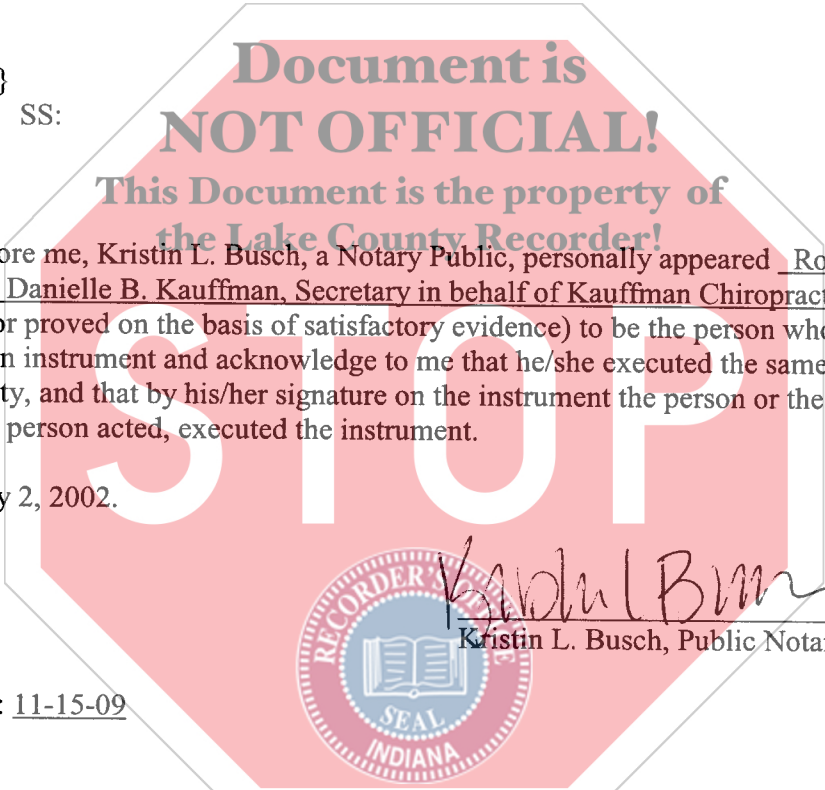 Document is
}
SS:
NOT OFFICIAL!
This Document is the property of
the Lake County Recorder!
ore me, Kristin L. Busch, a Notary Public, personally appeared Ro
Danielle B. Kauffman, Secretary in behalf of Kauffman Chiropract
or proved on the basis of satisfactory evidence) to be the person who
n instrument and acknowledge to me that he/she executed the same
ty, and that by his/her signature on the instrument the person or the
person acted, executed the instrument.
STOP
y 2, 2002.
Kristin L. Busch, Public Nota
RECORDER'S OFFICE
SEAL
INDIANA
: 11-15-09